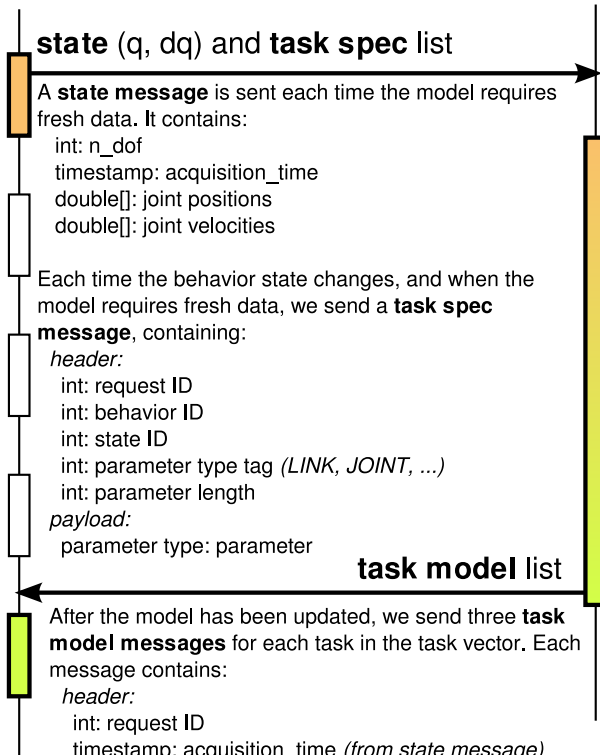 state (q, dq) and task spec list
A state message is sent each time the model requires
fresh data. It contains:
int: n_dof
timestamp: acquisition_time
double[]: joint positions
double[]: joint velocities
Each time the behavior state changes, and when the
model requires fresh data, we send a task spec
message, containing:
header:
int: request ID
int: behavior ID
int: state ID
int: parameter type tag (LINK, JOINT, ...)
int: parameter length
payload:
parameter type: parameter
task model list
After the model has been updated, we send three task
model messages for each task in the task vector. Each
message contains:
header:
int: request ID
timestamp: acquisition_time (from state message)